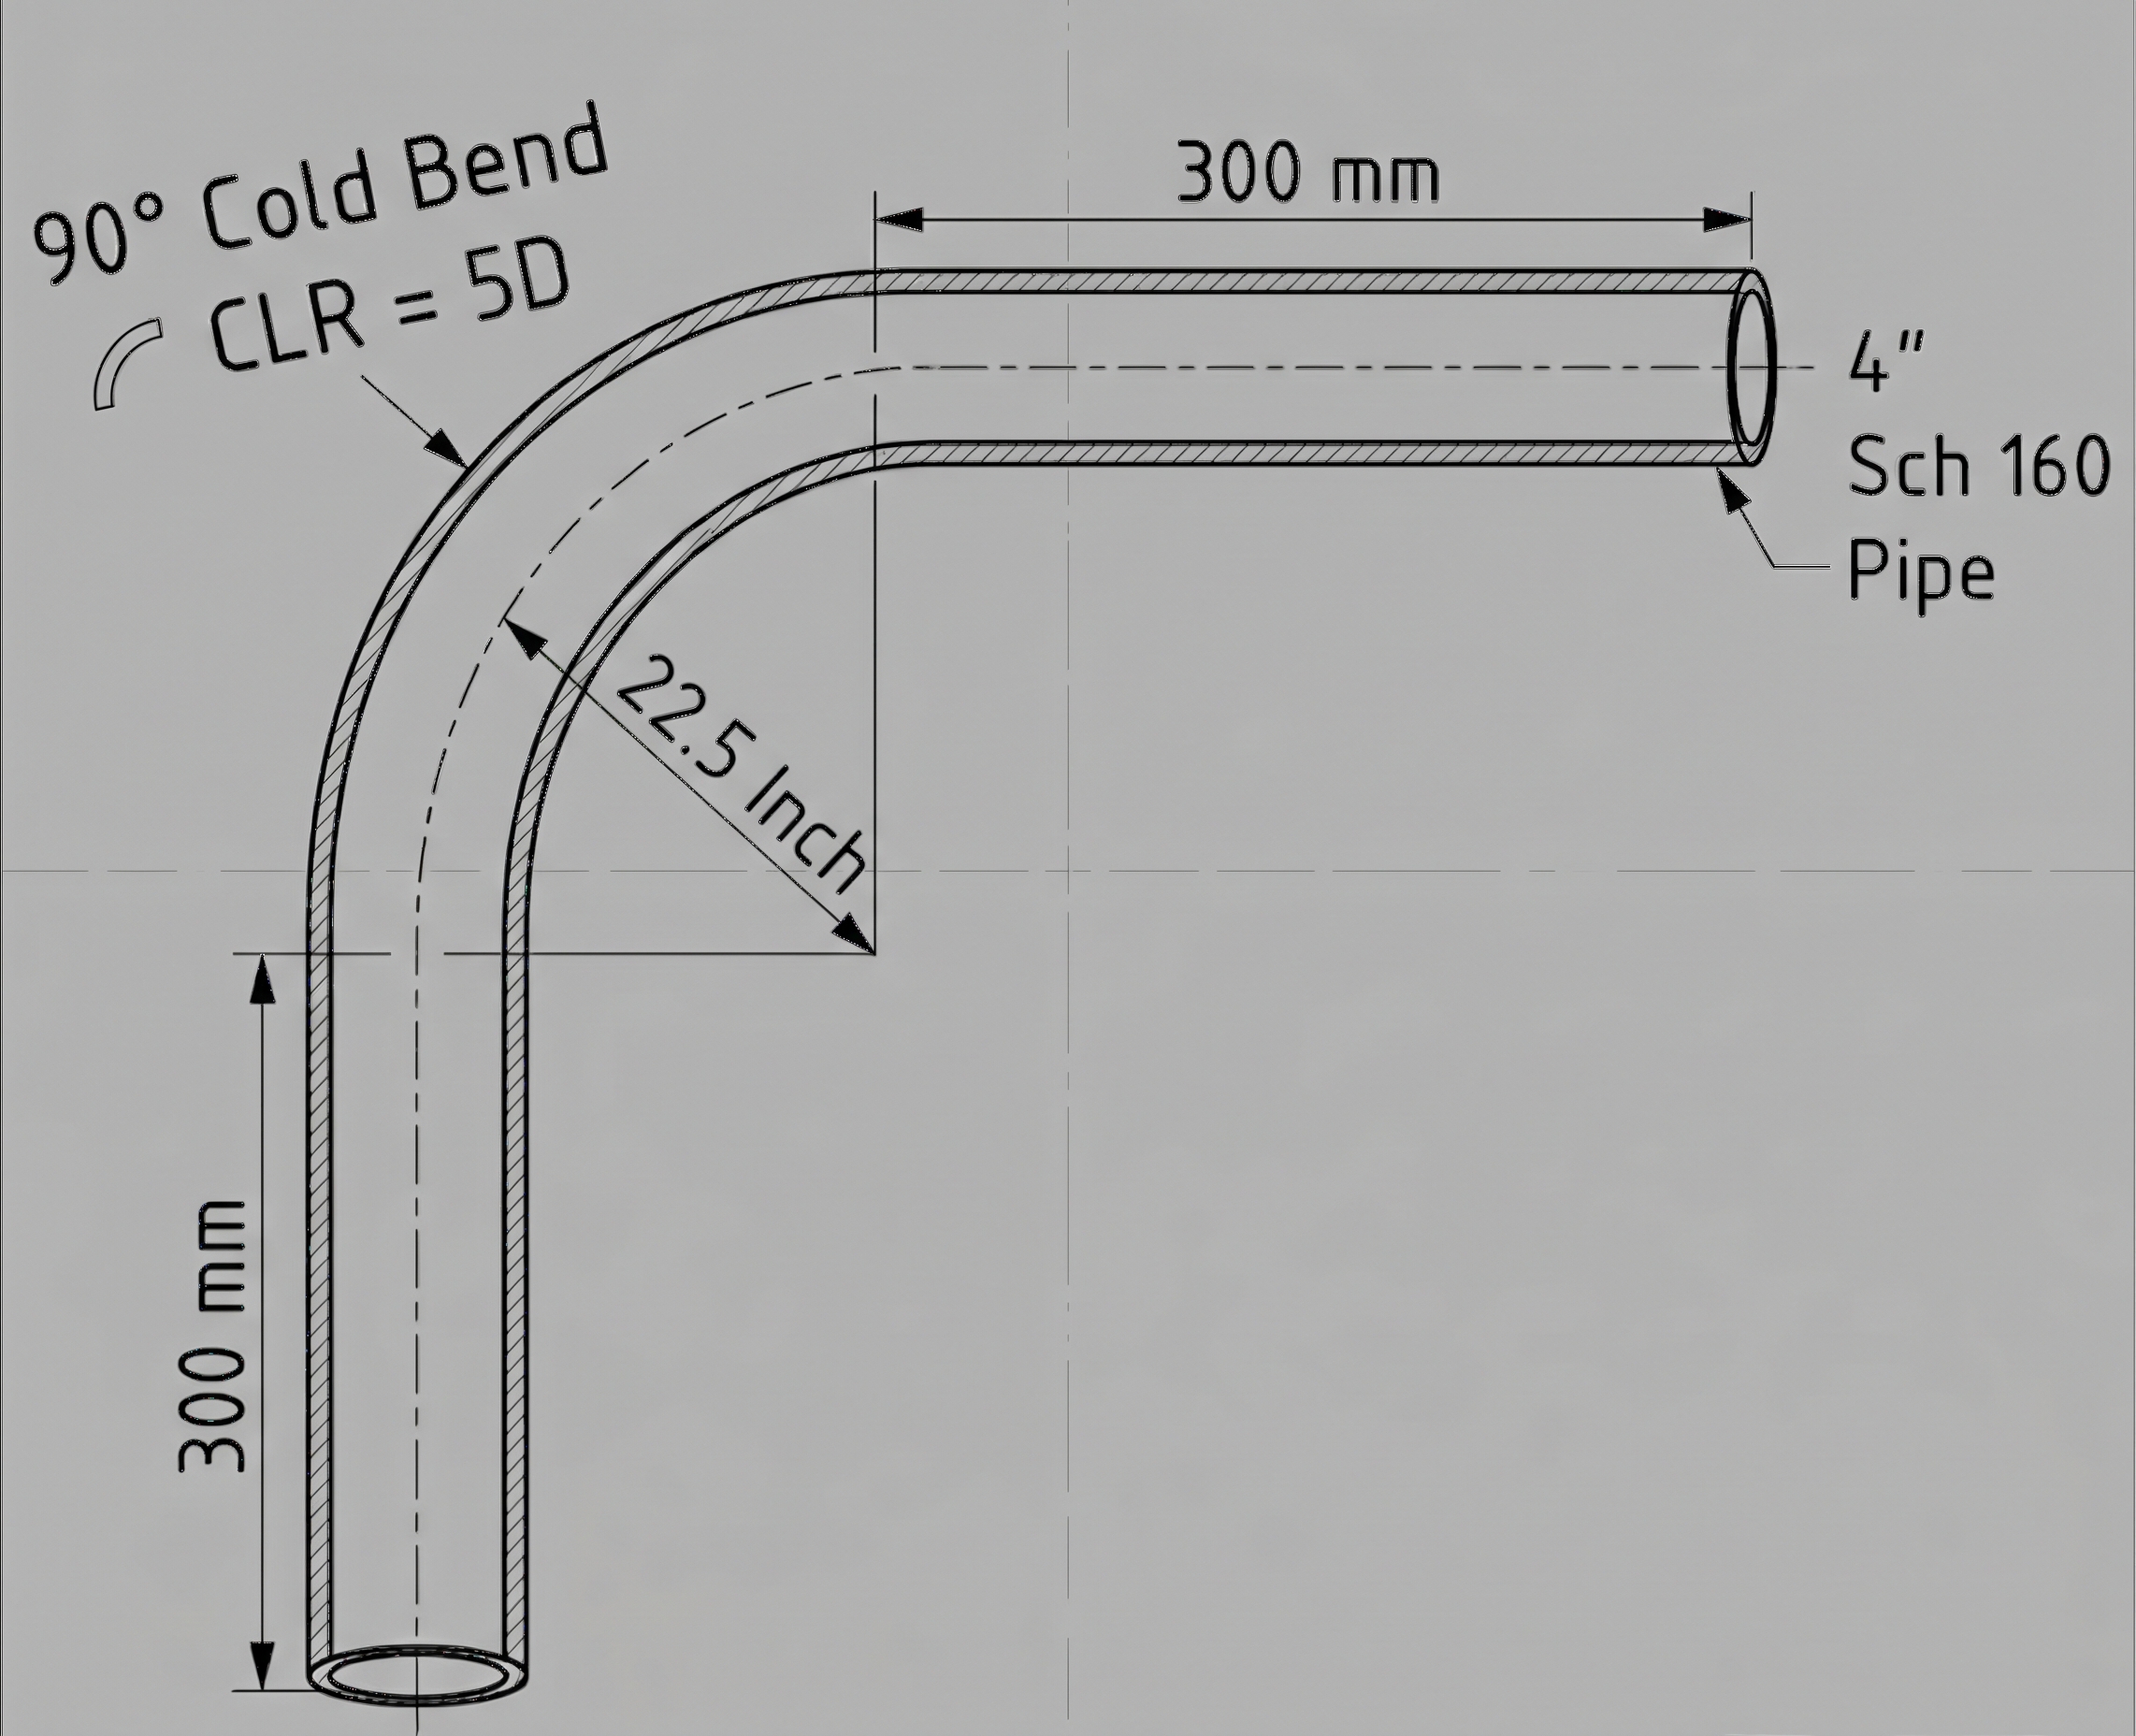 90° Cold Bend
CLR = 5D
300 mm
4"
Sch 160
Pipe
22.5 Inch
300 mm